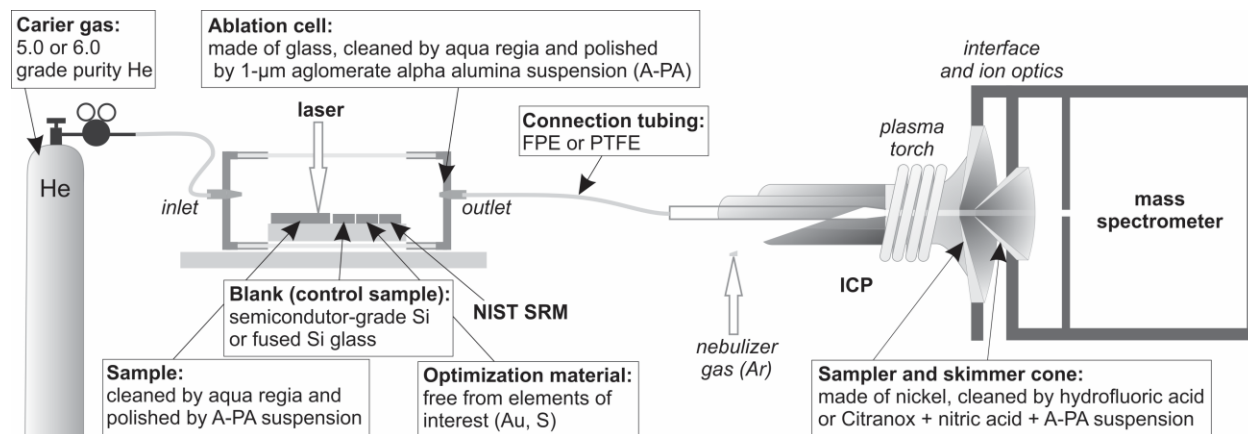 Carier gas:
5.0 or 6.0
grade purity He
Ablation cell:
made of glass, cleaned by aqua regia and polished
by 1-µm aglomerate alpha alumina suspension (A-PA)
interface
and ion optics
laser
Connection tubing:
FPE or PTFE
plasma
torch
He
inlet
outlet
mass
spectrometer
Blank (control sample):
semicondutor-grade Si
or fused Si glass
NIST SRM
ICP
nebulizer
gas (Ar)
Sample:
cleaned by aqua regia and
polished by A-PA suspension
Optimization material:
free from elements of
interest (Au, S)
Sampler and skimmer cone:
made of nickel, cleaned by hydrofluoric acid
or Citranox + nitric acid + A-PA suspension